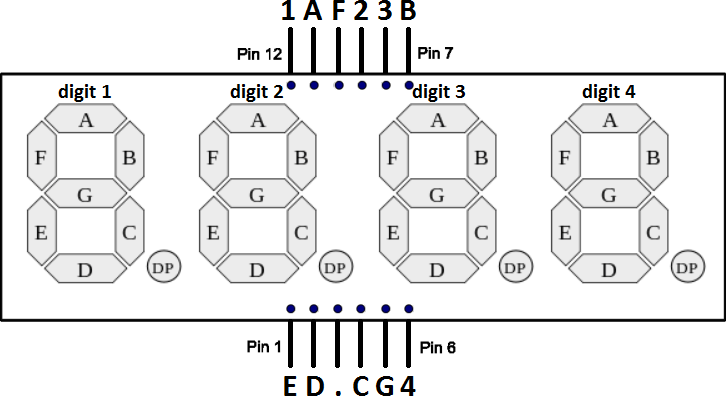 1 A F 2 3 B
Pin 12 Pin 7
digit 1 digit 2 digit 3 digit 4
A A A A
F B F B F B F B
G G G G
E C E C E C E C
D DP D DP D DP D DP
Pin 1 Pin 6
E D . C G 4